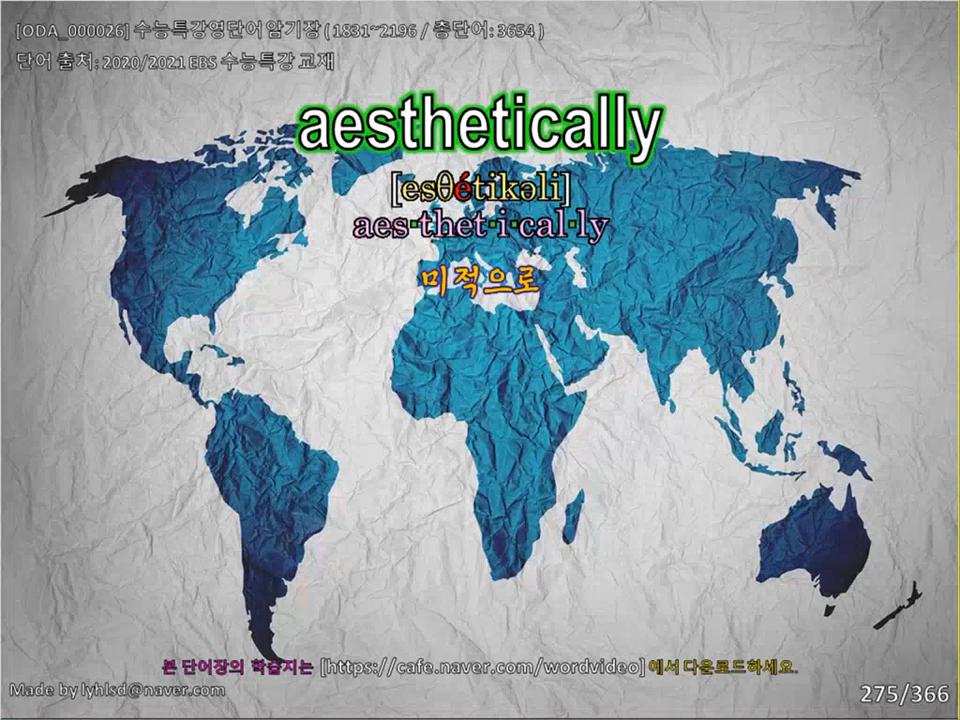 [ODA_000026] 수능특강영단어 암기장 ( 1831~2196 / 총단어: 3654 )
단어 출처: 2020/2021 EBS 수능특강 교재
aesthetically
[esθétikəli]
aes·thet·i·cal·ly
미적으로
본 단어장의 학습지는 [https://cafe.naver.com/wordvideo] 에서 다운로드하세요.
Made by lyhlsd@naver.com
275/366